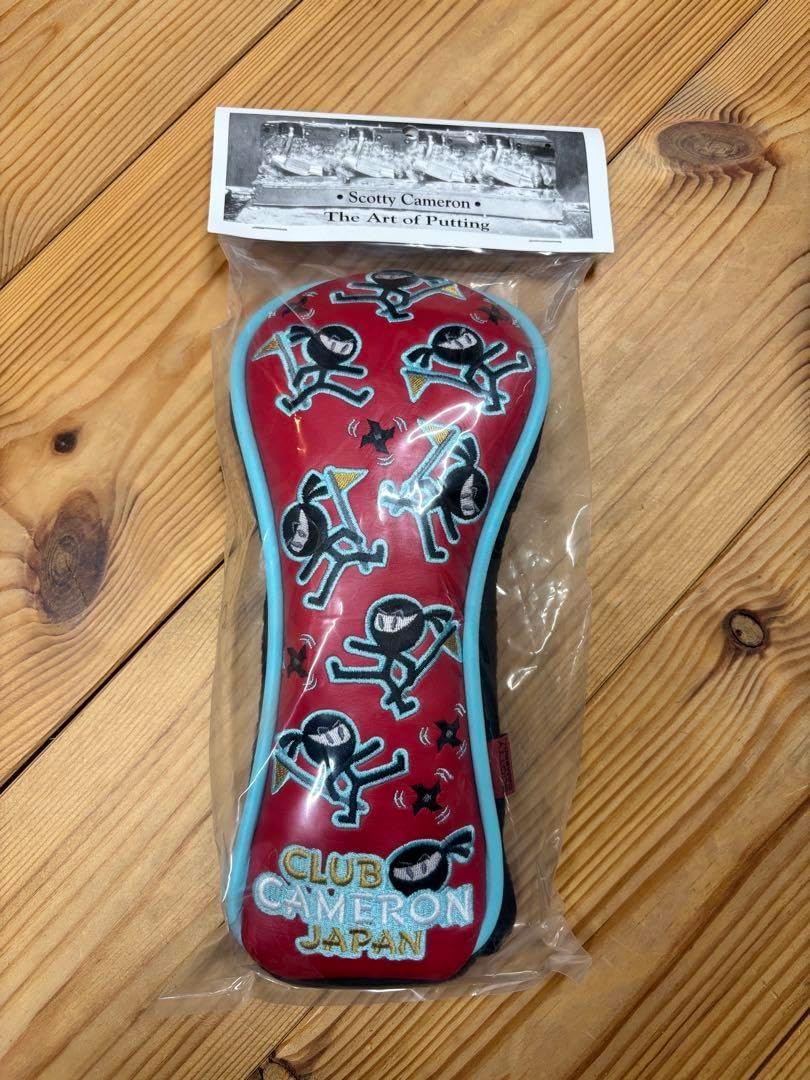 • Scotty Cameron •
The Art of Putting
CLUB
CAMERON
JAPAN